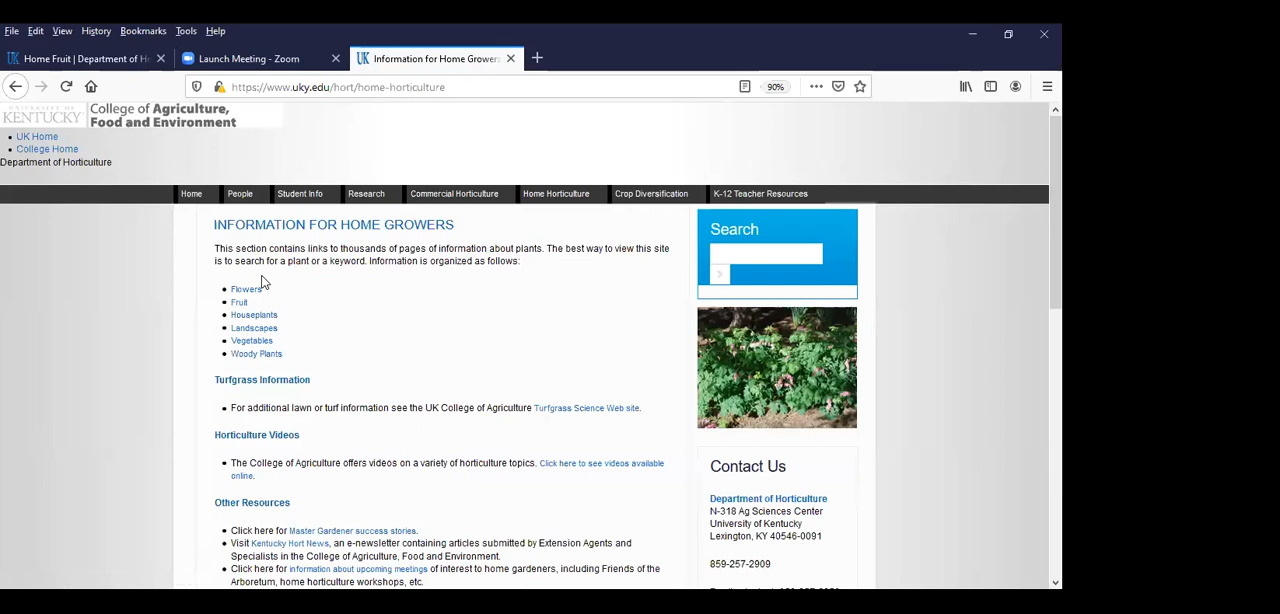 File Edit View History Bookmarks Tools Help
UK Home Fruit | Department of H
Launch Meeting - Zoom
UK Information for Home Growers
https://www.uky.edu/hort/home-horticulture
90%
KENTUCKY
College of Agriculture,
Food and Environment
UK Home
College Home
Department of Horticulture
Home People Student Info Research Commercial Horticulture Home Horticulture Crop Diversification K-12 Teacher Resources
INFORMATION FOR HOME GROWERS
This section contains links to thousands of pages of information about plants. The best way to view this site
is to search for a plant or a keyword. Information is organized as follows:
Flowers
Fruit
Houseplants
Landscapes
Vegetables
Woody Plants
Turfgrass Information
For additional lawn or turf information see the UK College of Agriculture Turfgrass Science Web site.
Horticulture Videos
The College of Agriculture offers videos on a variety of horticulture topics. Click here to see videos available
online.
Other Resources
Click here for Master Gardener success stories.
Visit Kentucky Hort News, an e-newsletter containing articles submitted by Extension Agents and
Specialists in the College of Agriculture, Food and Environment.
Click here for information about upcoming meetings of interest to home gardeners, including Friends of the
Arboretum, home horticulture workshops, etc.
Search
Contact Us
Department of Horticulture
N-318 Ag Sciences Center
University of Kentucky
Lexington, KY 40546-0091
859-257-2909